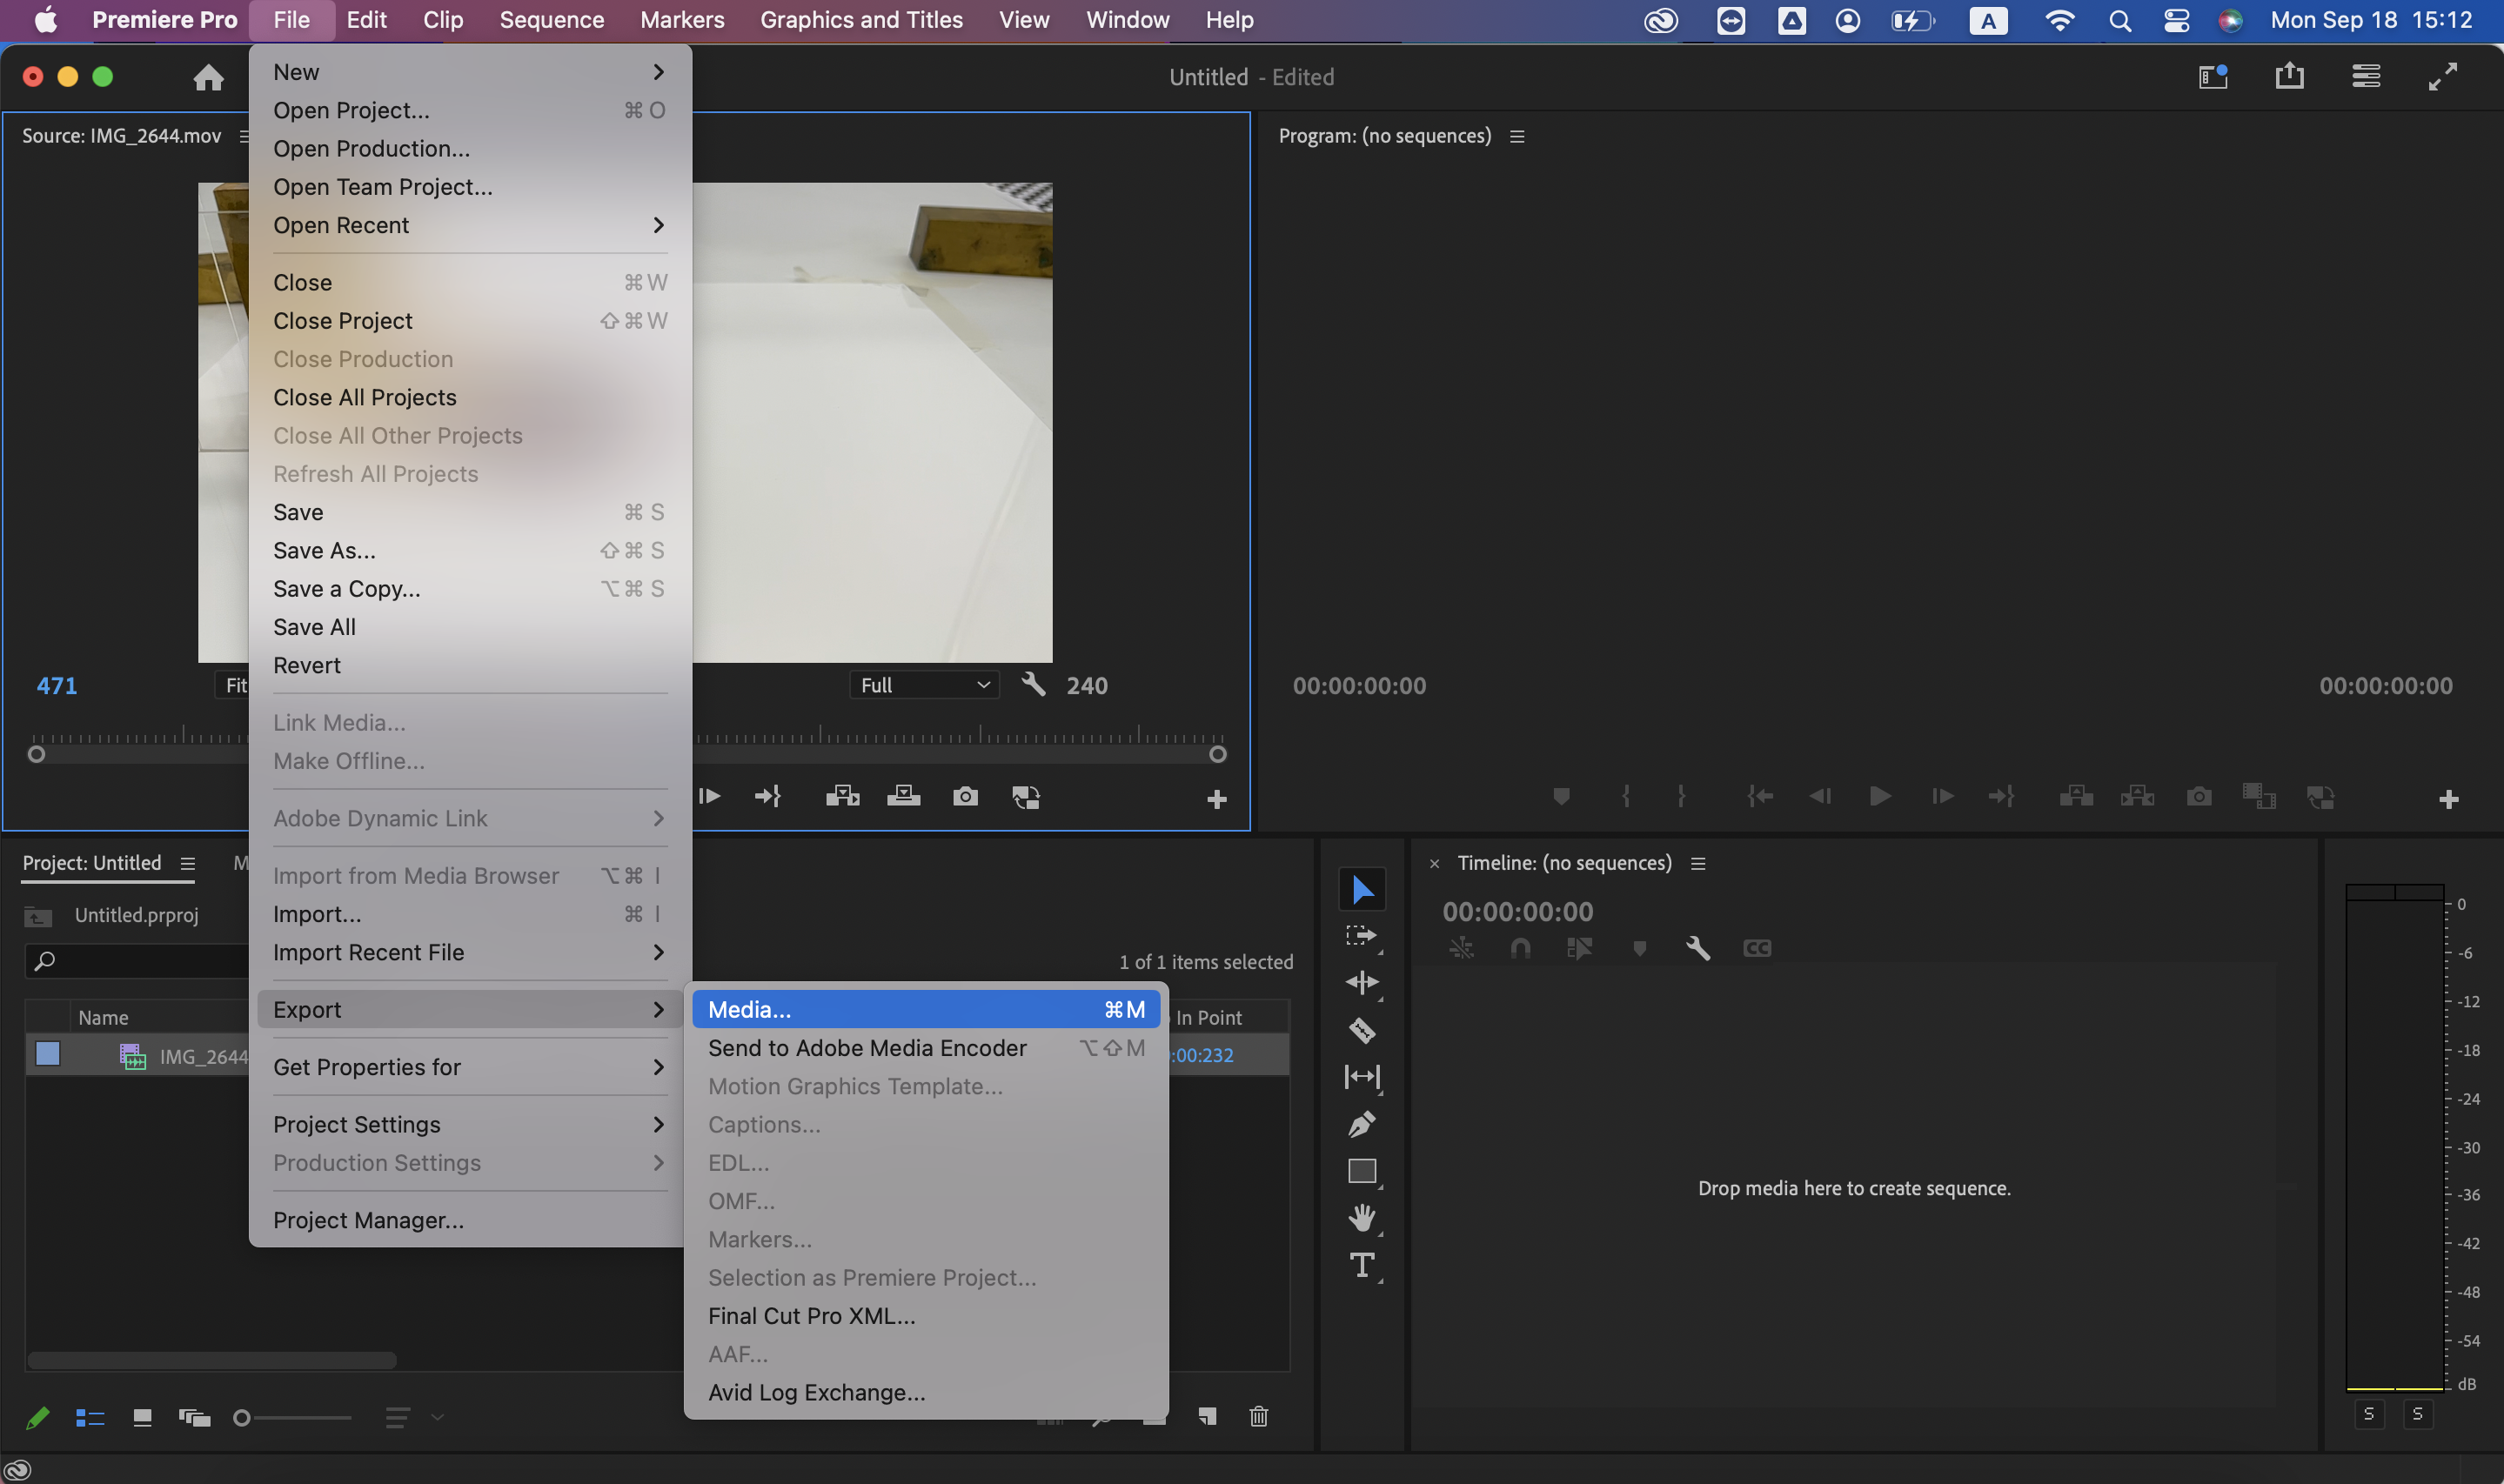 Premiere Pro File Edit Clip Sequence Markers Graphics and Titles View Window Help A Mon Sep 18 15:12
Untitled - Edited
Source: IMG_2644.mov
New
Open Project... ⌘ O
Open Production...
Open Team Project...
Open Recent
Close ⌘ W
Close Project ⇧ ⌘ W
Close Production
Close All Projects
Close All Other Projects
Refresh All Projects
Save ⌘ S
Save As... ⇧ ⌘ S
Save a Copy... ⌥ ⌘ S
Save All
Revert
Link Media...
Make Offline...
Adobe Dynamic Link
Import from Media Browser ⌥ ⌘ I
Import... ⌘ I
Import Recent File
Export
Get Properties for
Project Settings
Production Settings
Project Manager...
Media... ⌘M
Send to Adobe Media Encoder ⌥ ⇧ M
Motion Graphics Template...
Captions...
EDL...
OMF...
Markers...
Selection as Premiere Project...
Final Cut Pro XML...
AAF...
Avid Log Exchange...
471 Fit Full 240
Program: (no sequences)
00:00:00:00 00:00:00:00
Project: Untitled M
Untitled.prproj
1 of 1 items selected
Name In Point
IMG_2644 :00:232
Timeline: (no sequences)
00:00:00:00
CC
T
Drop media here to create sequence.
0
-6
-12
-18
-24
-30
-36
-42
-48
-54
dB
S S